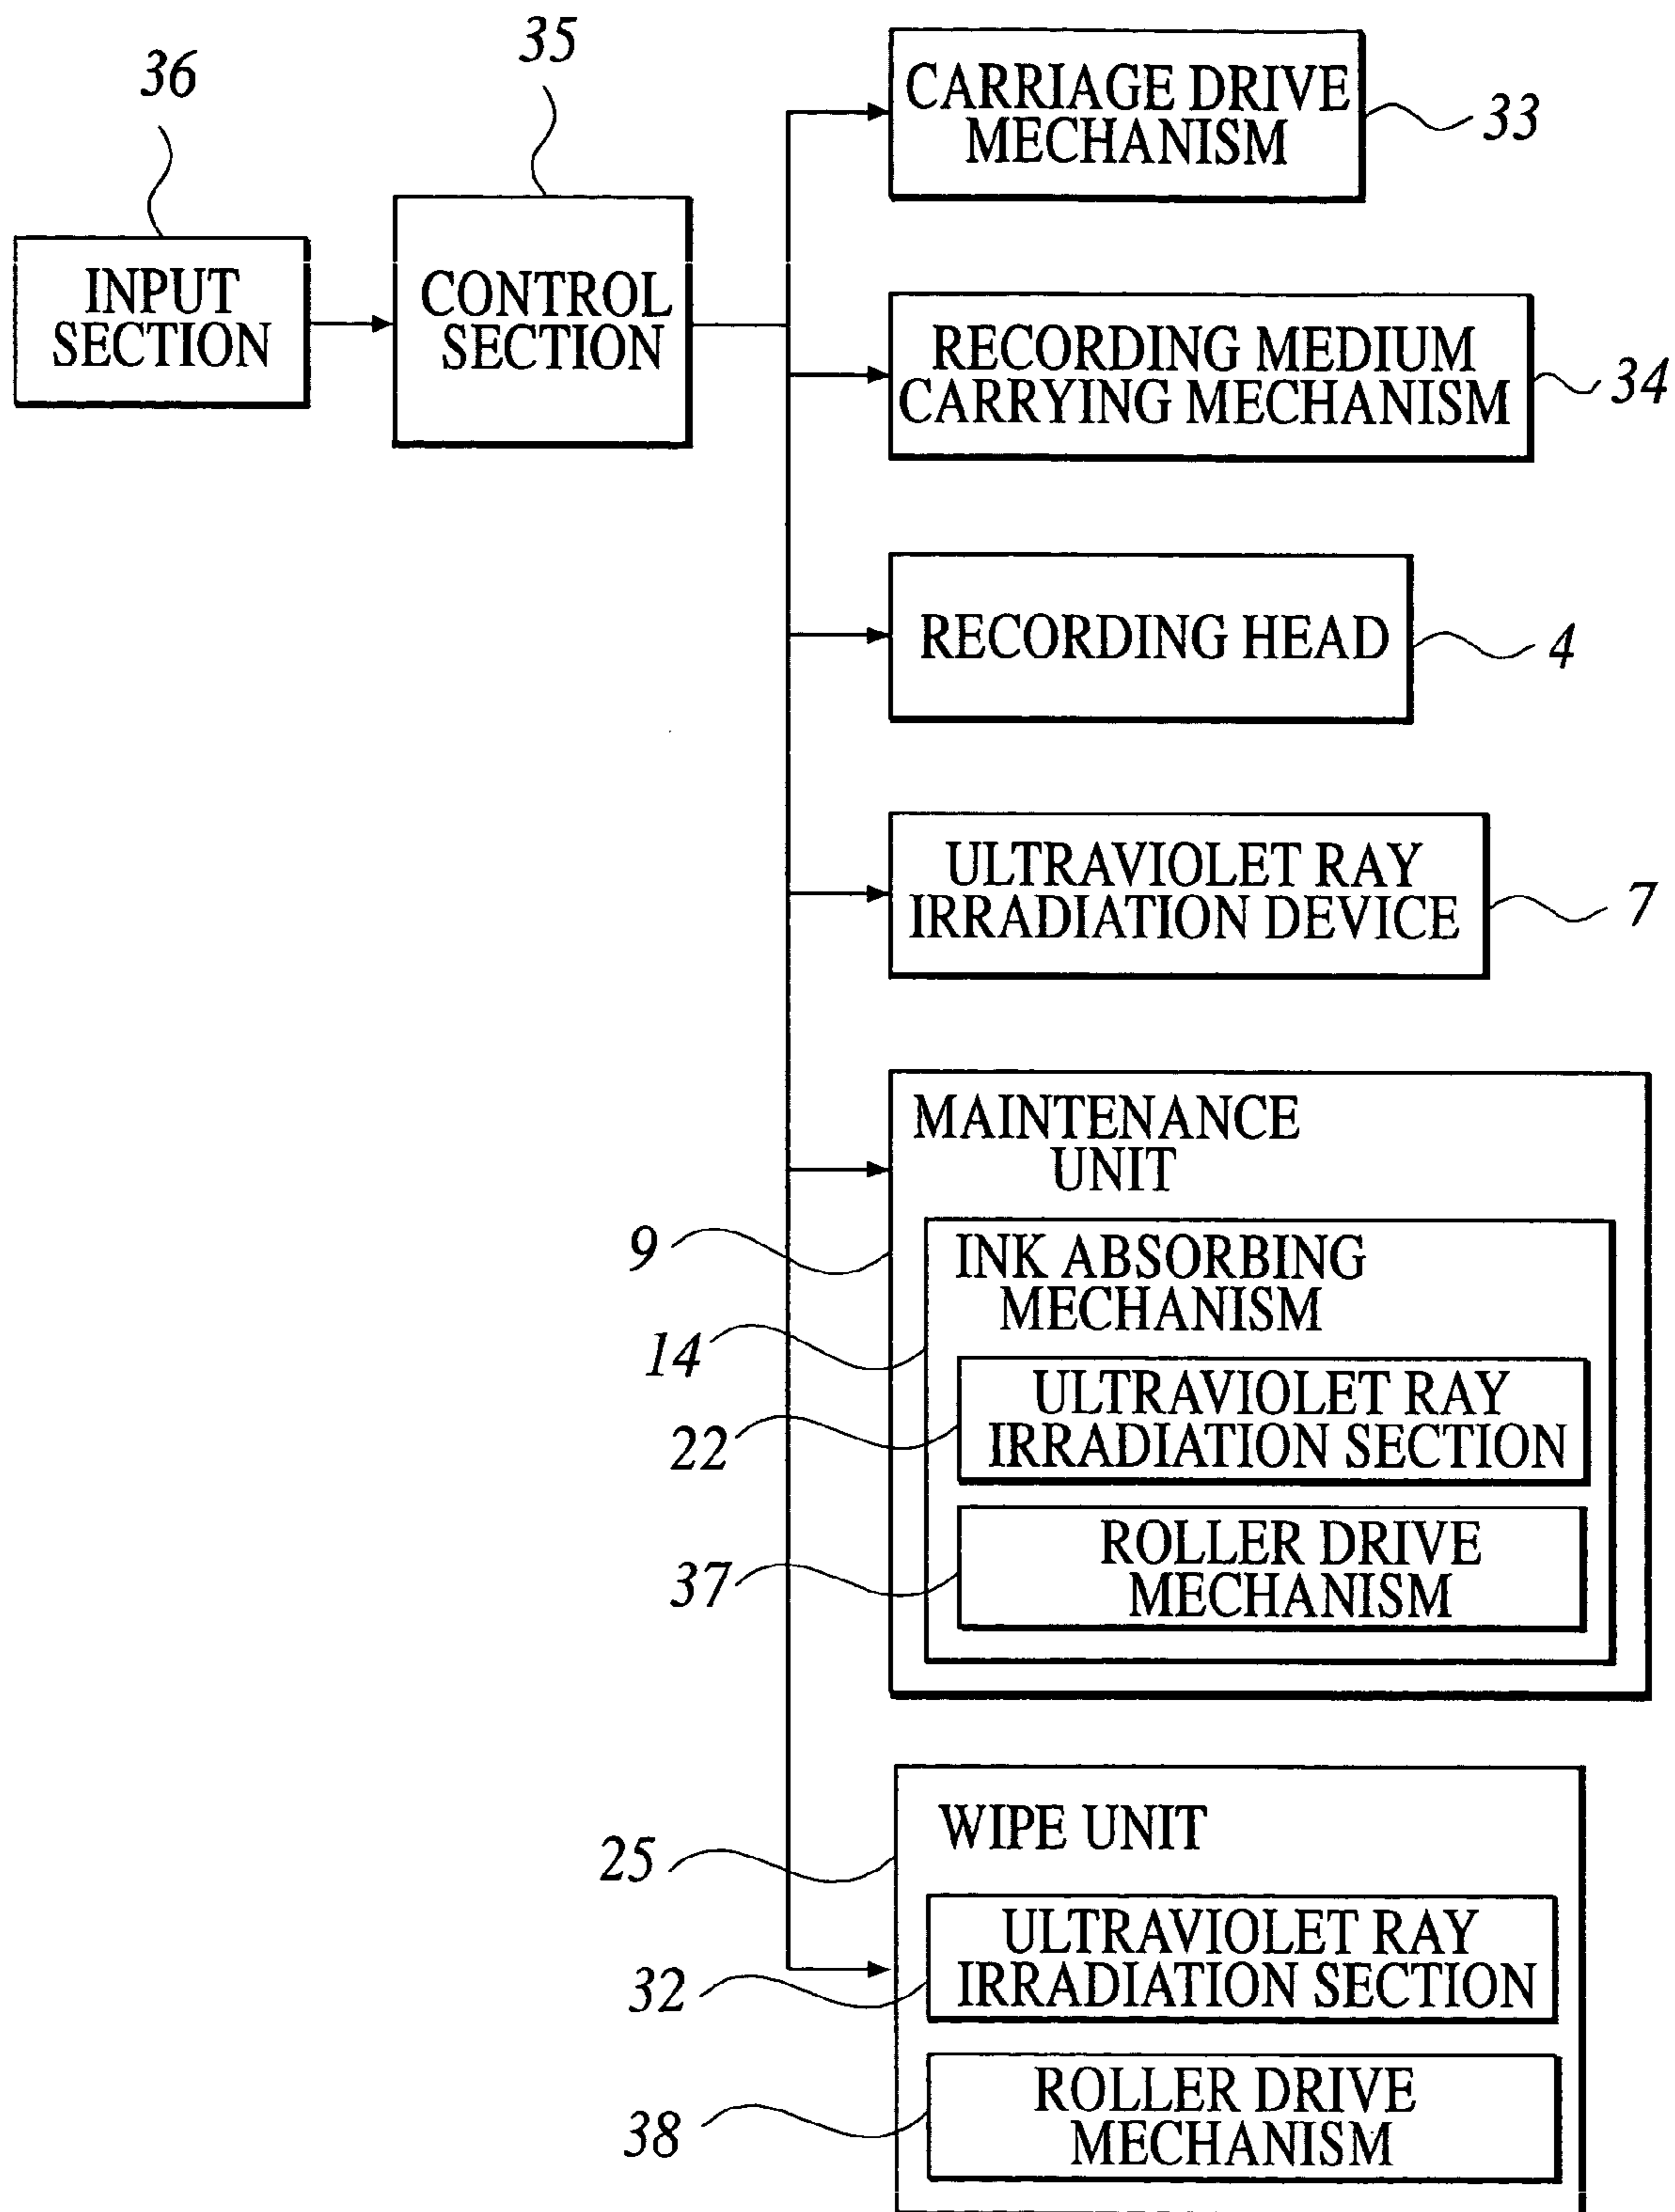 36
35
INPUT
SECTION
CONTROL
SECTION
CARRIAGE DRIVE
MECHANISM
33
RECORDING MEDIUM
CARRYING MECHANISM
34
RECORDING HEAD
4
ULTRAVIOLET RAY
IRRADIATION DEVICE
7
MAINTENANCE
UNIT
9
INK ABSORBING
MECHANISM
14
ULTRAVIOLET RAY
IRRADIATION SECTION
22
ROLLER DRIVE
MECHANISM
37
WIPE UNIT
25
ULTRAVIOLET RAY
IRRADIATION SECTION
32
ROLLER DRIVE
MECHANISM
38